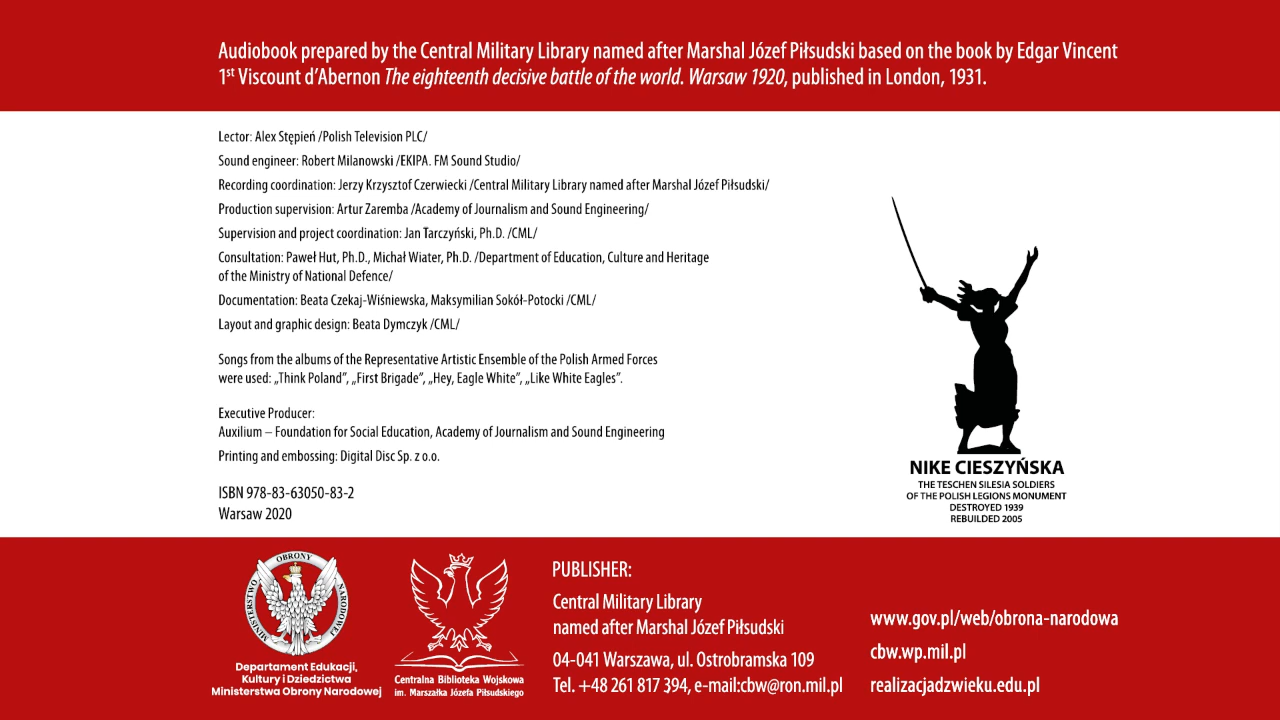 Audiobook prepared by the Central Military Library named after Marshal Józef Piłsudski based on the book by Edgar Vincent
1st Viscount d'Abernon The eighteenth decisive battle of the world. Warsaw 1920, published in London, 1931.
Lector: Alex Stępień /Polish Television PLC/
Sound engineer: Robert Milanowski /EKIPA. FM Sound Studio/
Recording coordination: Jerzy Krzysztof Czerwiecki /Central Military Library named after Marshal Józef Piłsudski/
Production supervision: Artur Zaremba /Academy of Journalism and Sound Engineering/
Supervision and project coordination: Jan Tarczyński, Ph.D. /CML/
Consultation: Paweł Hut, Ph.D., Michał Wiater, Ph.D. /Department of Education, Culture and Heritage
of the Ministry of National Defence/
Documentation: Beata Czekaj-Wiśniewska, Maksymilian Sokół-Potocki /CML/
Layout and graphic design: Beata Dymczyk /CML/
Songs from the albums of the Representative Artistic Ensemble of the Polish Armed Forces
were used: „Think Poland”, „First Brigade”, „Hey, Eagle White”, „Like White Eagles”.
Executive Producer:
Auxilium – Foundation for Social Education, Academy of Journalism and Sound Engineering
Printing and embossing: Digital Disc Sp. z o.o.
ISBN 978-83-63050-83-2
Warsaw 2020
NIKE CIESZYŃSKA
THE TESCHEN SILESIA SOLDIERS
OF THE POLISH LEGIONS MONUMENT
DESTROYED 1939
REBUILDED 2005
MINISTERSTWO OBRONY NARODOWEJ
Departament Edukacji,
Kultury i Dziedzictwa
Ministerstwa Obrony Narodowej
Centralna Biblioteka Wojskowa
im. Marszałka Józefa Piłsudskiego
PUBLISHER:
Central Military Library
named after Marshal Józef Piłsudski
04-041 Warszawa, ul. Ostrobramska 109
Tel. +48 261 817 394, e-mail:cbw@ron.mil.pl
www.gov.pl/web/obrona-narodowa
cbw.wp.mil.pl
realizacjadzwieku.edu.pl